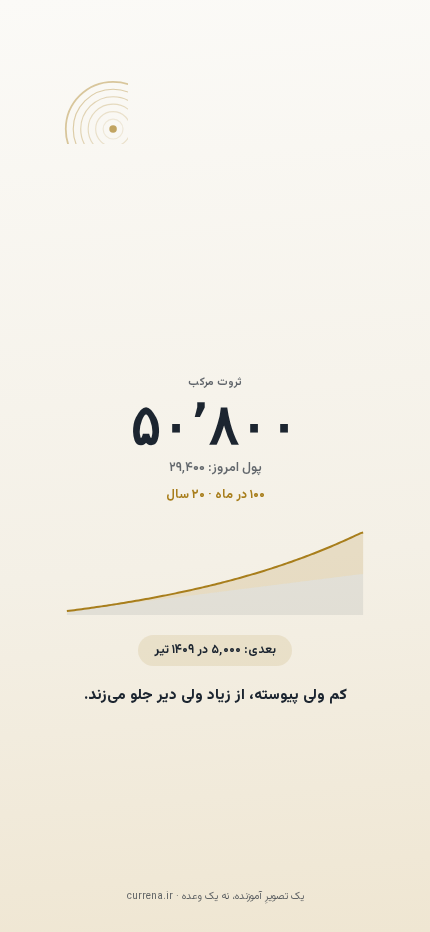 ثروت مرکب
۵۰٬۸۰۰
پول امروز: ۲۹,۴۰۰
۱۰۰ در ماه · ۲۰ سال
بعدی: ۵,۰۰۰ در ۱۴۰۹ تیر
کم ولی پیوسته، از زیاد ولی دیر جلو می‌زند.
یک تصویرِ آموزنده، نه یک وعده · currena.ir